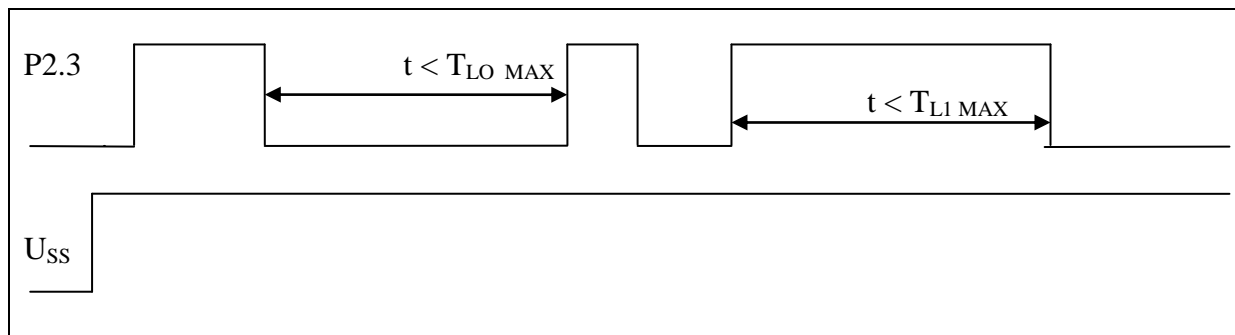 P2.3
t < TLO MAX
t < TL1 MAX
USS